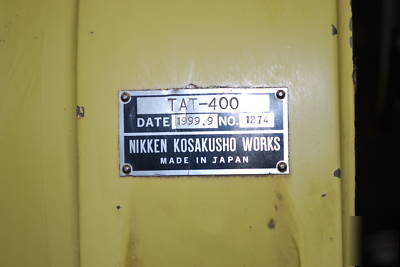 TAT-400
DATE 1999.9 NO. 1274
NIKKEN KOSAKUSHO WORKS
MADE IN JAPAN